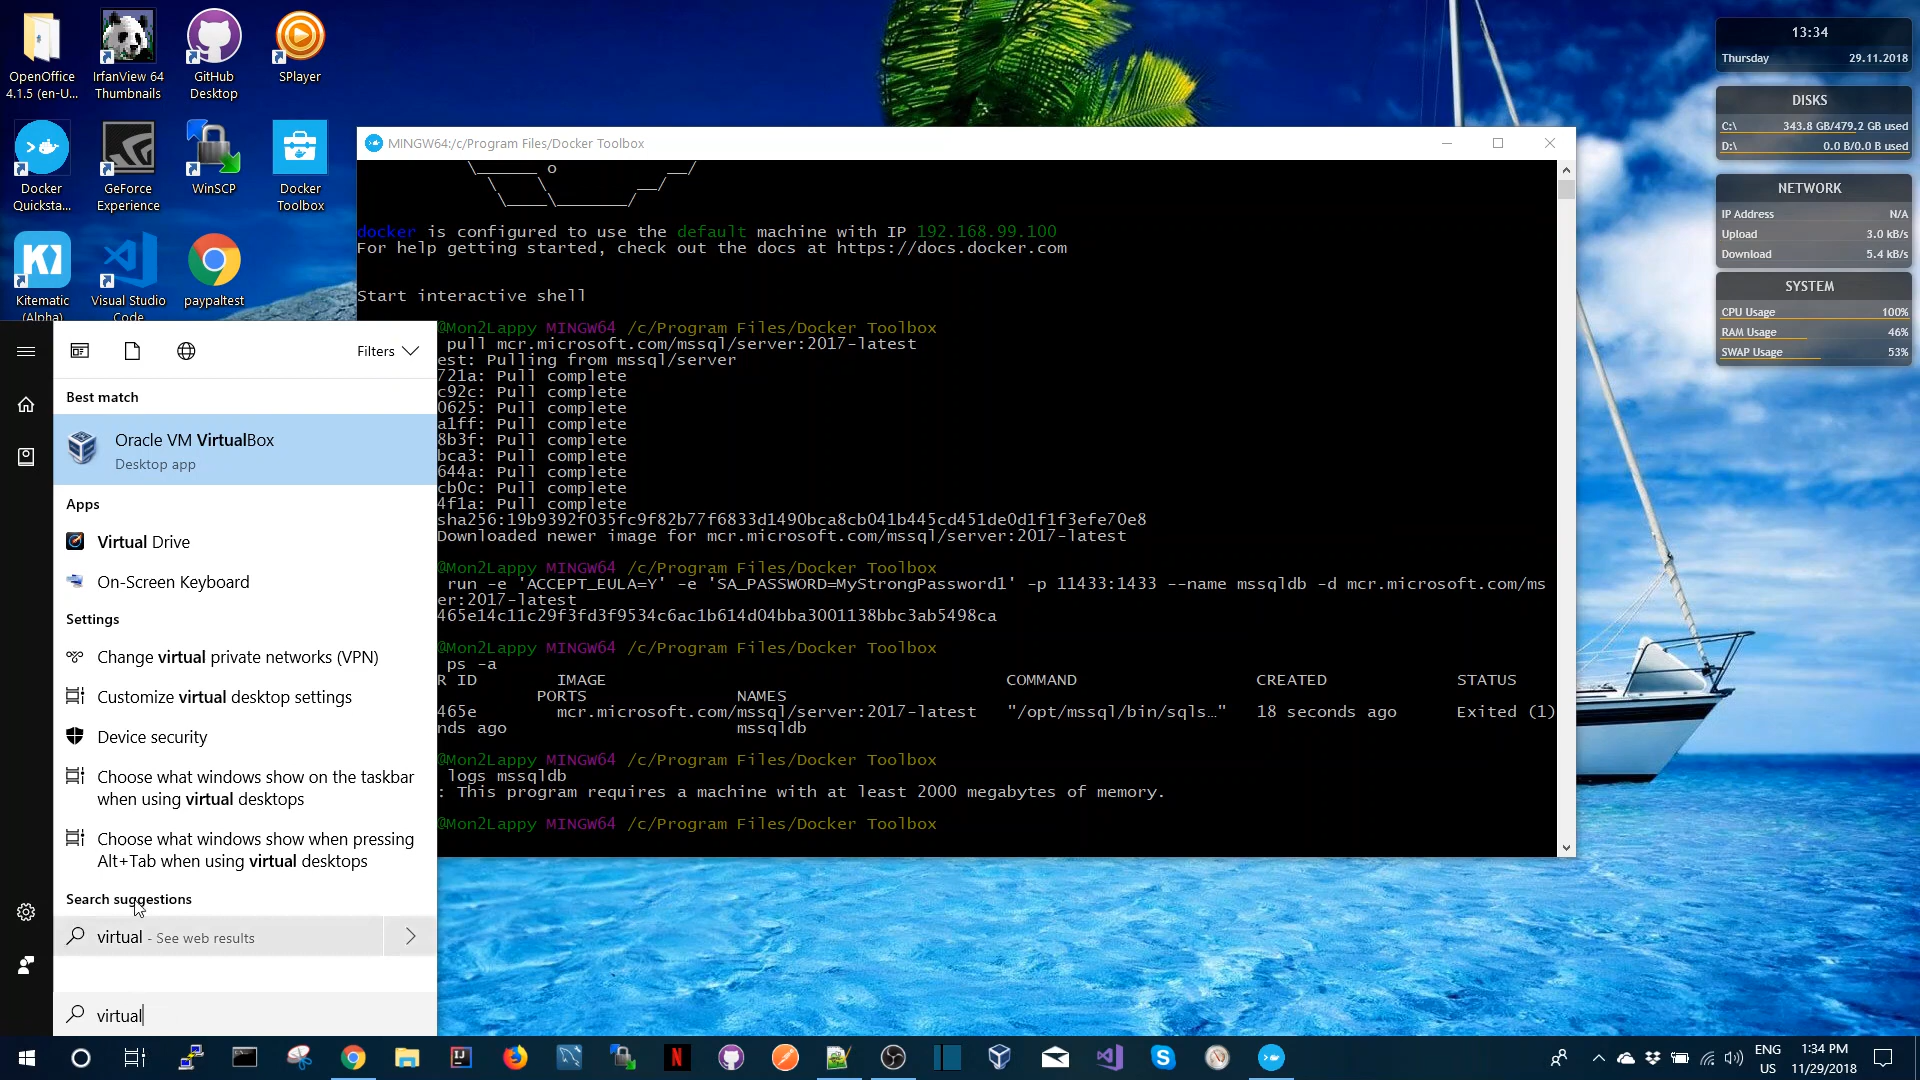 OpenOffice
4.1.5 (en-U...
IrfanView 64
Thumbnails
GitHub
Desktop
SPlayer
Docker
Quicksta...
GeForce
Experience
WinSCP
Docker
Toolbox
Kitematic
(Alpha)
Visual Studio
Code
paypaltest
13:34
Thursday 29.11.2018
DISKS
C:\ 343.8 GB/479.2 GB used
D:\ 0.0 B/0.0 B used
NETWORK
IP Address N/A
Upload 3.0 kB/s
Download 5.4 kB/s
SYSTEM
CPU Usage 100%
RAM Usage 46%
SWAP Usage 53%
MINGW64:/c/Program Files/Docker Toolbox
docker is configured to use the default machine with IP 192.168.99.100
For help getting started, check out the docs at https://docs.docker.com
Start interactive shell
@Mon2Lappy MINGW64 /c/Program Files/Docker Toolbox
pull mcr.microsoft.com/mssql/server:2017-latest
est: Pulling from mssql/server
721a: Pull complete
c92c: Pull complete
0625: Pull complete
a1ff: Pull complete
8b3f: Pull complete
bca3: Pull complete
644a: Pull complete
cb0c: Pull complete
4f1a: Pull complete
sha256:19b9392f035fc9f82b77f6833d1490bca8cb041b445cd451de0d1f1f3efe70e8
Downloaded newer image for mcr.microsoft.com/mssql/server:2017-latest
@Mon2Lappy MINGW64 /c/Program Files/Docker Toolbox
run -e 'ACCEPT_EULA=Y' -e 'SA_PASSWORD=MyStrongPassword1' -p 11433:1433 --name mssqldb -d mcr.microsoft.com/ms
er:2017-latest
465e14c11c29f3fd3f9534c6ac1b614d04bba3001138bbc3ab5498ca
@Mon2Lappy MINGW64 /c/Program Files/Docker Toolbox
ps -a
R ID IMAGE COMMAND CREATED STATUS
PORTS NAMES
465e mcr.microsoft.com/mssql/server:2017-latest "/opt/mssql/bin/sqls…" 18 seconds ago Exited (1)
nds ago mssqldb
@Mon2Lappy MINGW64 /c/Program Files/Docker Toolbox
logs mssqldb
: This program requires a machine with at least 2000 megabytes of memory.
@Mon2Lappy MINGW64 /c/Program Files/Docker Toolbox
Filters
Best match
Oracle VM VirtualBox
Desktop app
Apps
Virtual Drive
On-Screen Keyboard
Settings
Change virtual private networks (VPN)
Customize virtual desktop settings
Device security
Choose what windows show on the taskbar
when using virtual desktops
Choose what windows show when pressing
Alt+Tab when using virtual desktops
Search suggestions
virtual - See web results
virtual
ENG
US
1:34 PM
11/29/2018